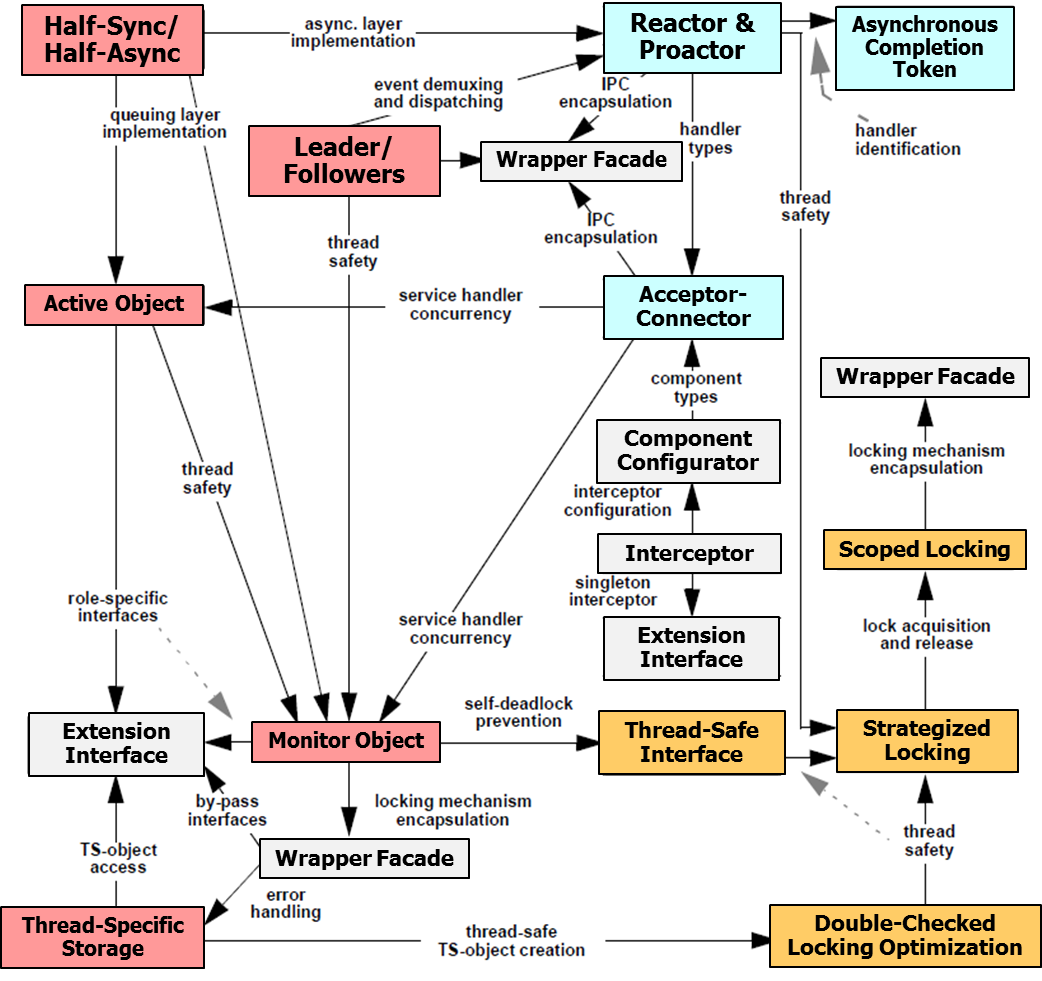 Half-Sync/
Half-Async
async. layer
implementation
Reactor &
Proactor
Asynchronous
Completion
Token
event demuxing
and dispatching
IPC
encapsulation
queuing layer
implementation
handler
types
handler
identification
Leader/
Followers
Wrapper Facade
thread
safety
thread
safety
IPC
encapsulation
Active Object
service handler
concurrency
Acceptor-
Connector
component
types
Wrapper Facade
Component
Configurator
locking mechanism
encapsulation
thread
safety
interceptor
configuration
Interceptor
Scoped Locking
singleton
interceptor
role-specific
interfaces
service handler
concurrency
Extension
Interface
lock acquisition
and release
self-deadlock
prevention
Extension
Interface
Monitor Object
Thread-Safe
Interface
Strategized
Locking
by-pass
interfaces
locking mechanism
encapsulation
thread
safety
TS-object
access
Wrapper Facade
error
handling
Thread-Specific
Storage
thread-safe
TS-object creation
Double-Checked
Locking Optimization